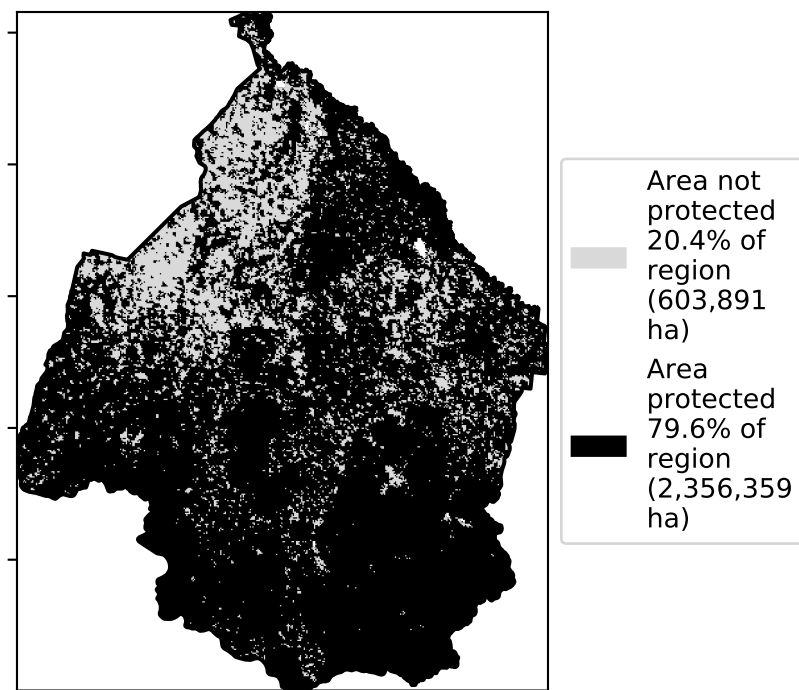 Area not
protected
20.4% of
region
(603,891
ha)
Area
protected
79.6% of
region
(2,356,359
ha)